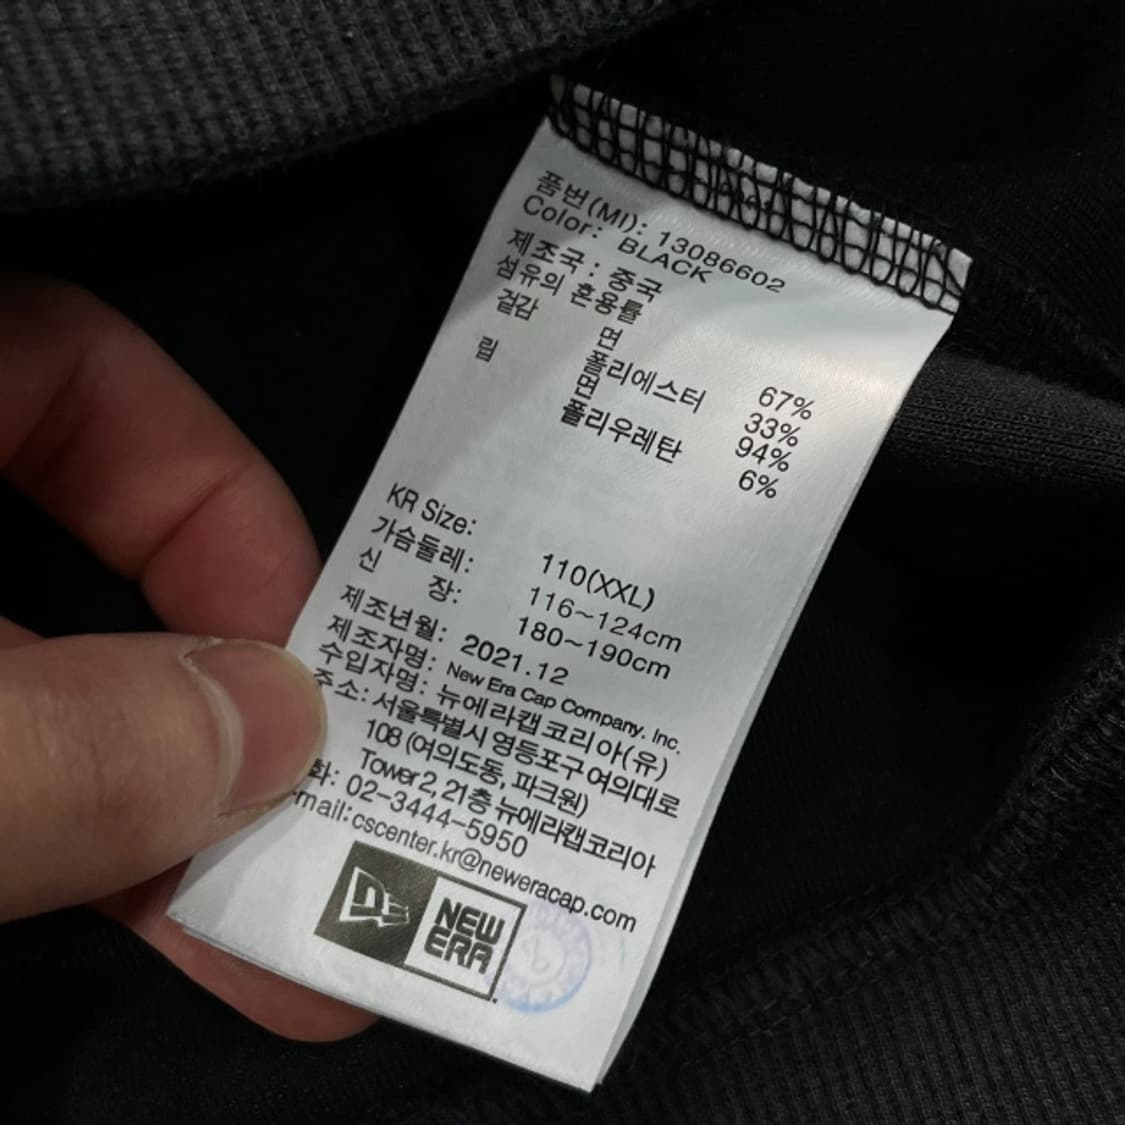 품번(MI): 13086602
Color: BLACK
제조국: 중국
섬유의 혼용률
겉감 면 67%
폴리에스터 33%
립 면 94%
폴리우레탄 6%
KR Size: 110(XXL)
가슴둘레: 116~124cm
신 장: 180~190cm
제조년월: 2021.12
제조자명: New Era Cap Company. Inc.
수입자명: 뉴에라캡코리아(유)
주소: 서울특별시 영등포구 여의대로
108 (여의도동, 파크원)
Tower 2, 21층 뉴에라캡코리아
화: 02-3444-5950
mail: cscenter.kr@neweracap.com
NEW
ERA